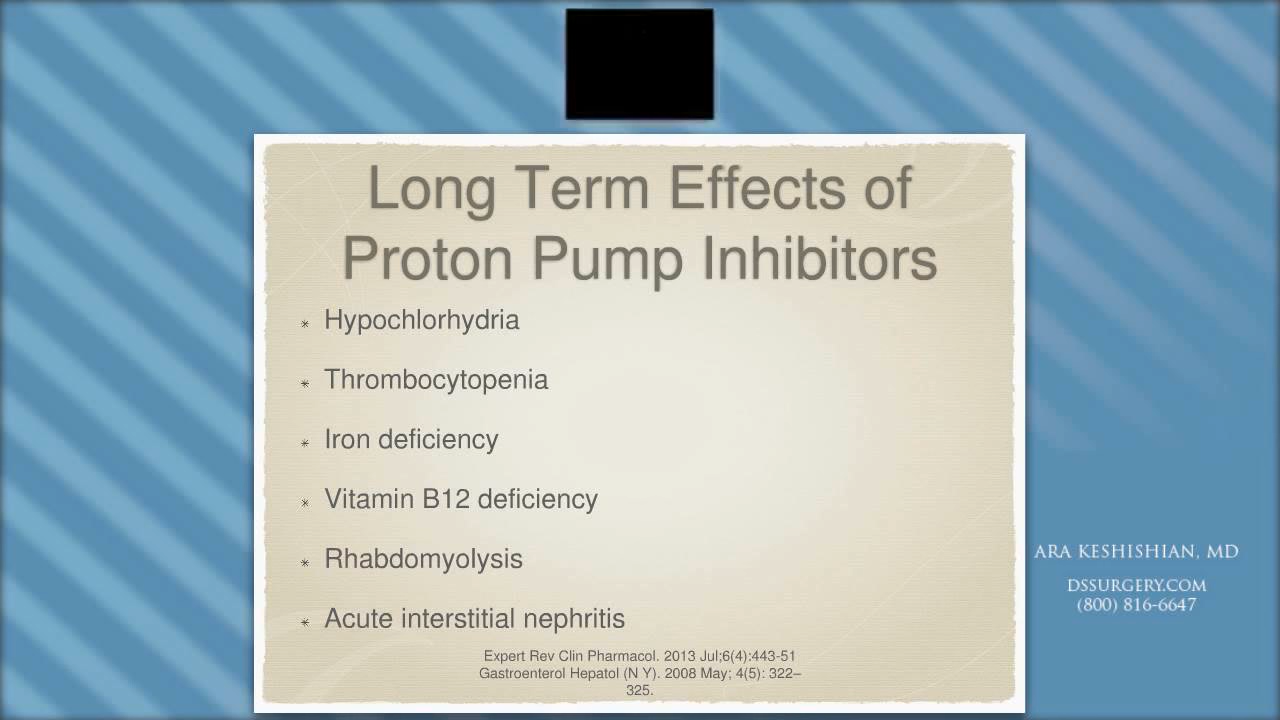 Long Term Effects of
Proton Pump Inhibitors
* Hypochlorhydria
* Thrombocytopenia
* Iron deficiency
* Vitamin B12 deficiency
* Rhabdomyolysis
* Acute interstitial nephritis
Expert Rev Clin Pharmacol. 2013 Jul;6(4):443-51
Gastroenterol Hepatol (N Y). 2008 May; 4(5): 322–
325.
ARA KESHISHIAN, MD
DSSURGERY.COM
(800) 816-6647